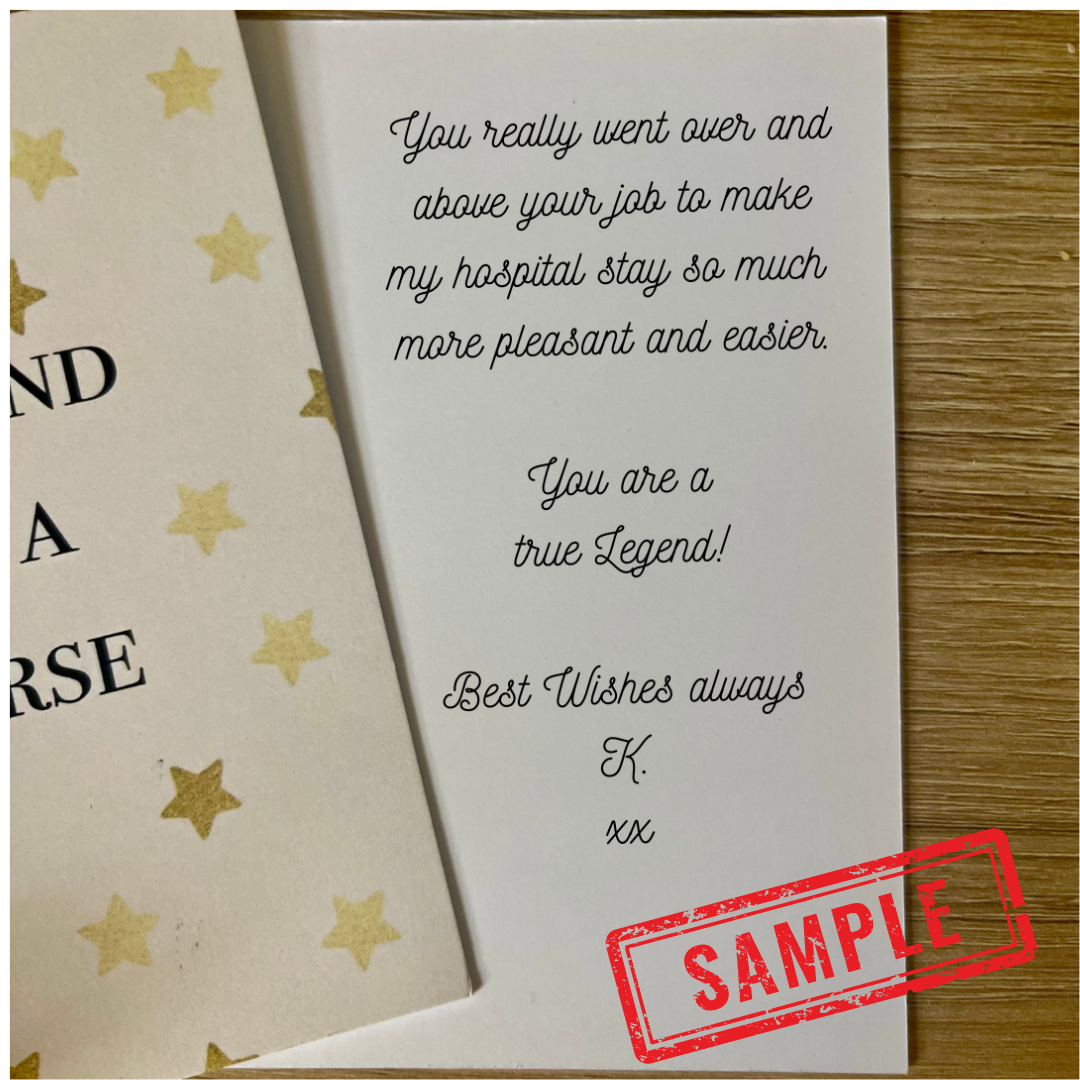 ND
A
RSE
You really went over and
above your job to make
my hospital stay so much
more pleasant and easier.
You are a
true Legend!
Best Wishes always
K.
xx
SAMPLE